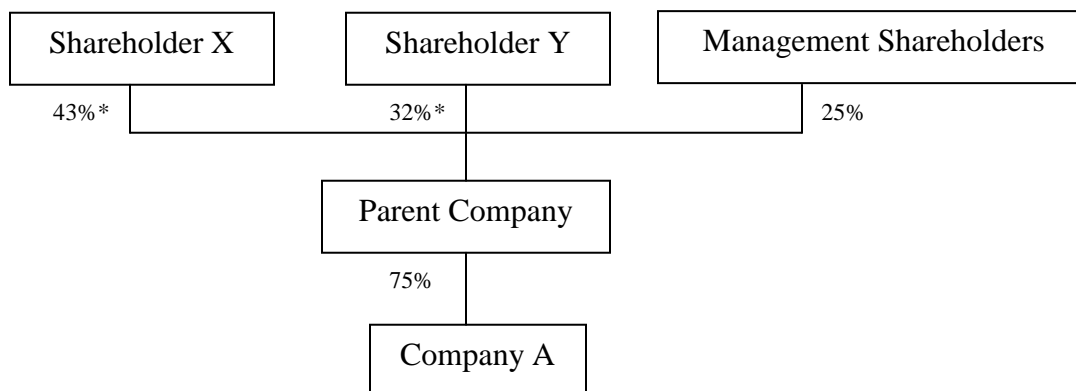 Shareholder X
Shareholder Y
Management Shareholders
43%*
32%*
25%
Parent Company
75%
Company A